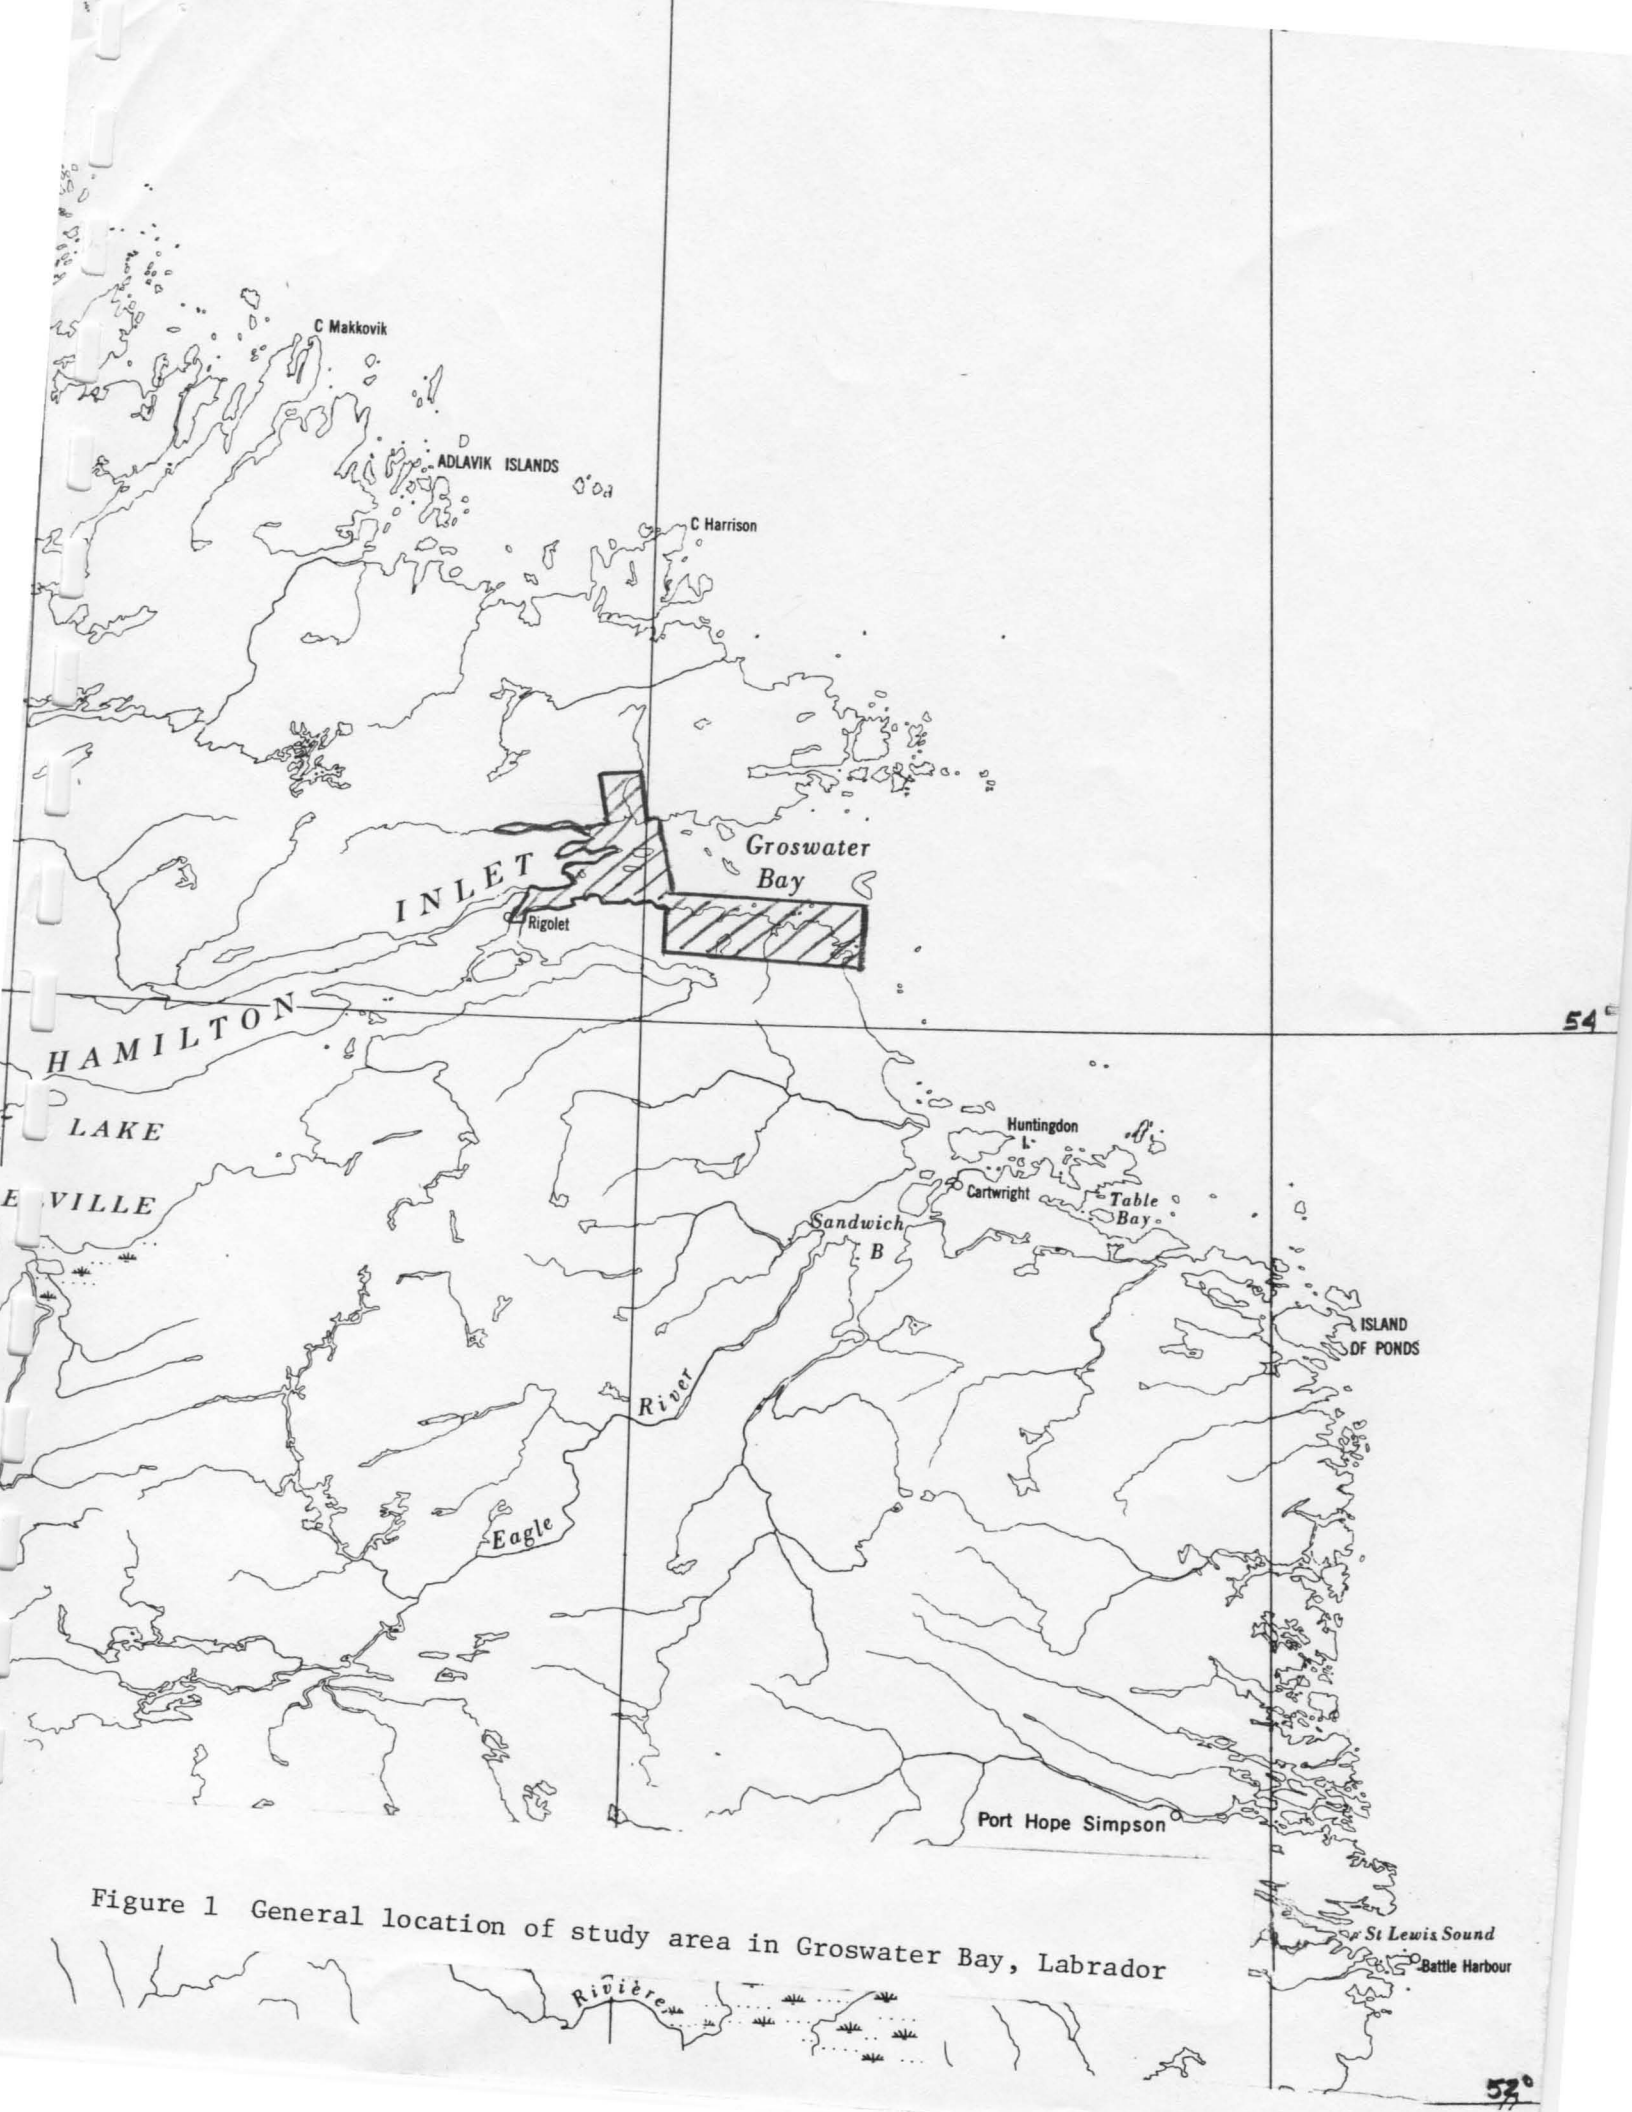 C Makkovik
ADLAVIK ISLANDS
C Harrison
Groswater
Bay
INLET
Rigolet
HAMILTON
54°
LAKE
Huntingdon
I.
VILLE
Cartwright
Table
Bay
Sandwich
B
ISLAND
OF PONDS
River
Eagle
Port Hope Simpson
Figure 1 General location of study area in Groswater Bay, Labrador
St Lewis Sound
Battle Harbour
Rivière